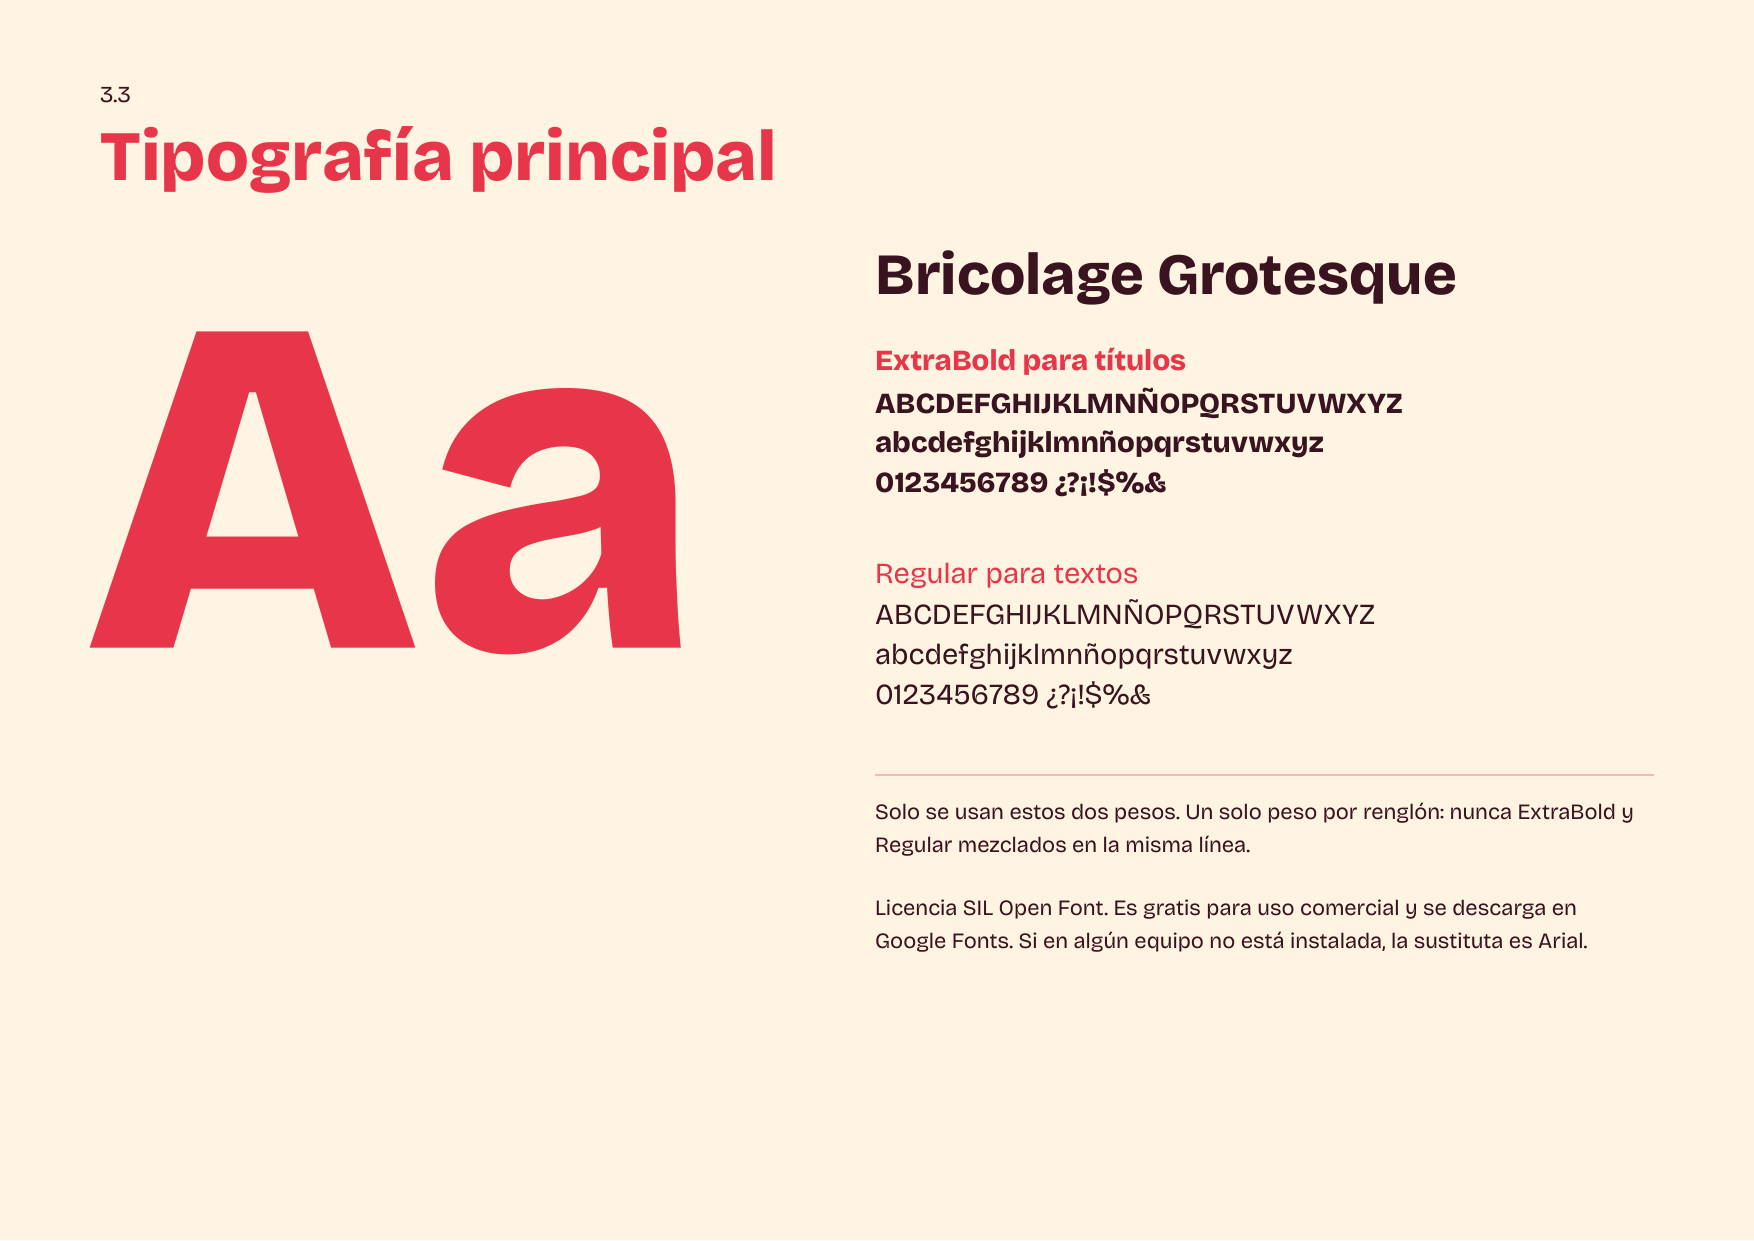 3.3
Tipografía principal
Aa
Bricolage Grotesque
ExtraBold para títulos
ABCDEFGHIJKLMNÑOPQRSTUVWXYZ
abcdefghijklmnñopqrstuvwxyz
0123456789 ¿?¡!$%&
Regular para textos
ABCDEFGHIJKLMNÑOPQRSTUVWXYZ
abcdefghijklmnñopqrstuvwxyz
0123456789 ¿?¡!$%&
Solo se usan estos dos pesos. Un solo peso por renglón: nunca ExtraBold y
Regular mezclados en la misma línea.
Licencia SIL Open Font. Es gratis para uso comercial y se descarga en
Google Fonts. Si en algún equipo no está instalada, la sustituta es Arial.